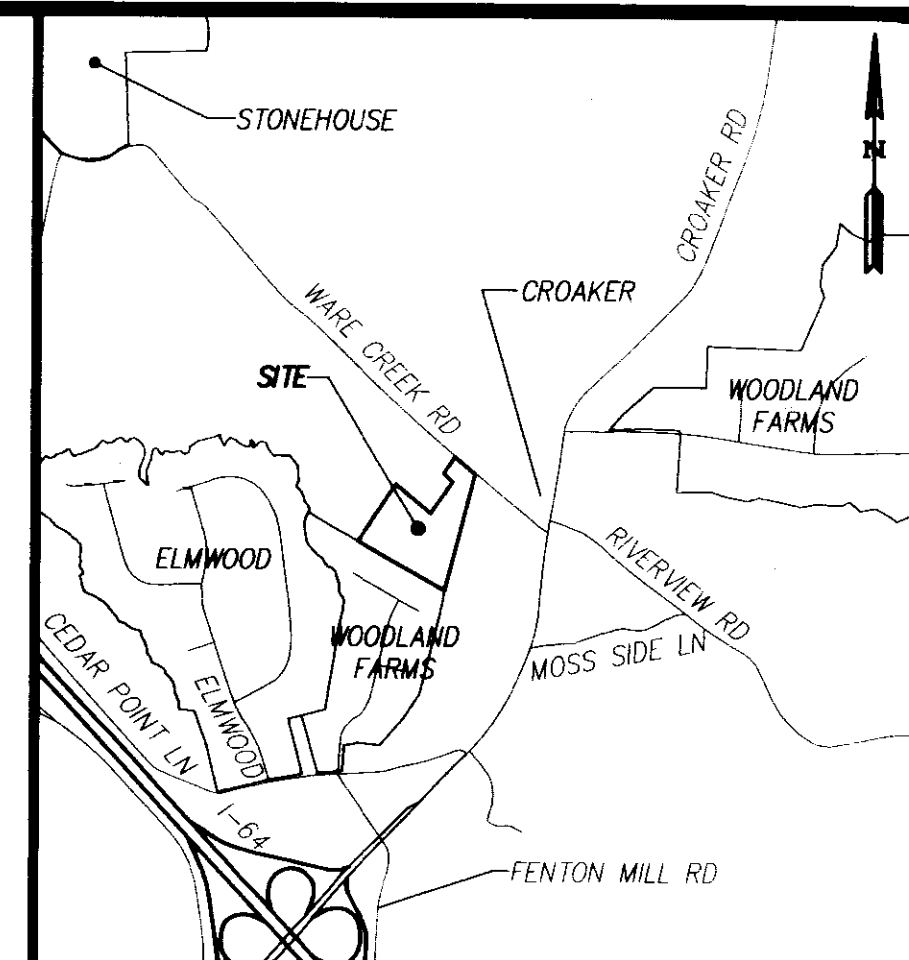 STONEHOUSE
CROAKER RD
N
CROAKER
WARE CREEK RD
SITE
WOODLAND
FARMS
ELMWOOD
RIVERVIEW RD
WOODLAND
FARMS
MOSS SIDE LN
CEDAR POINT LN
ELMWOOD
I-64
FENTON MILL RD